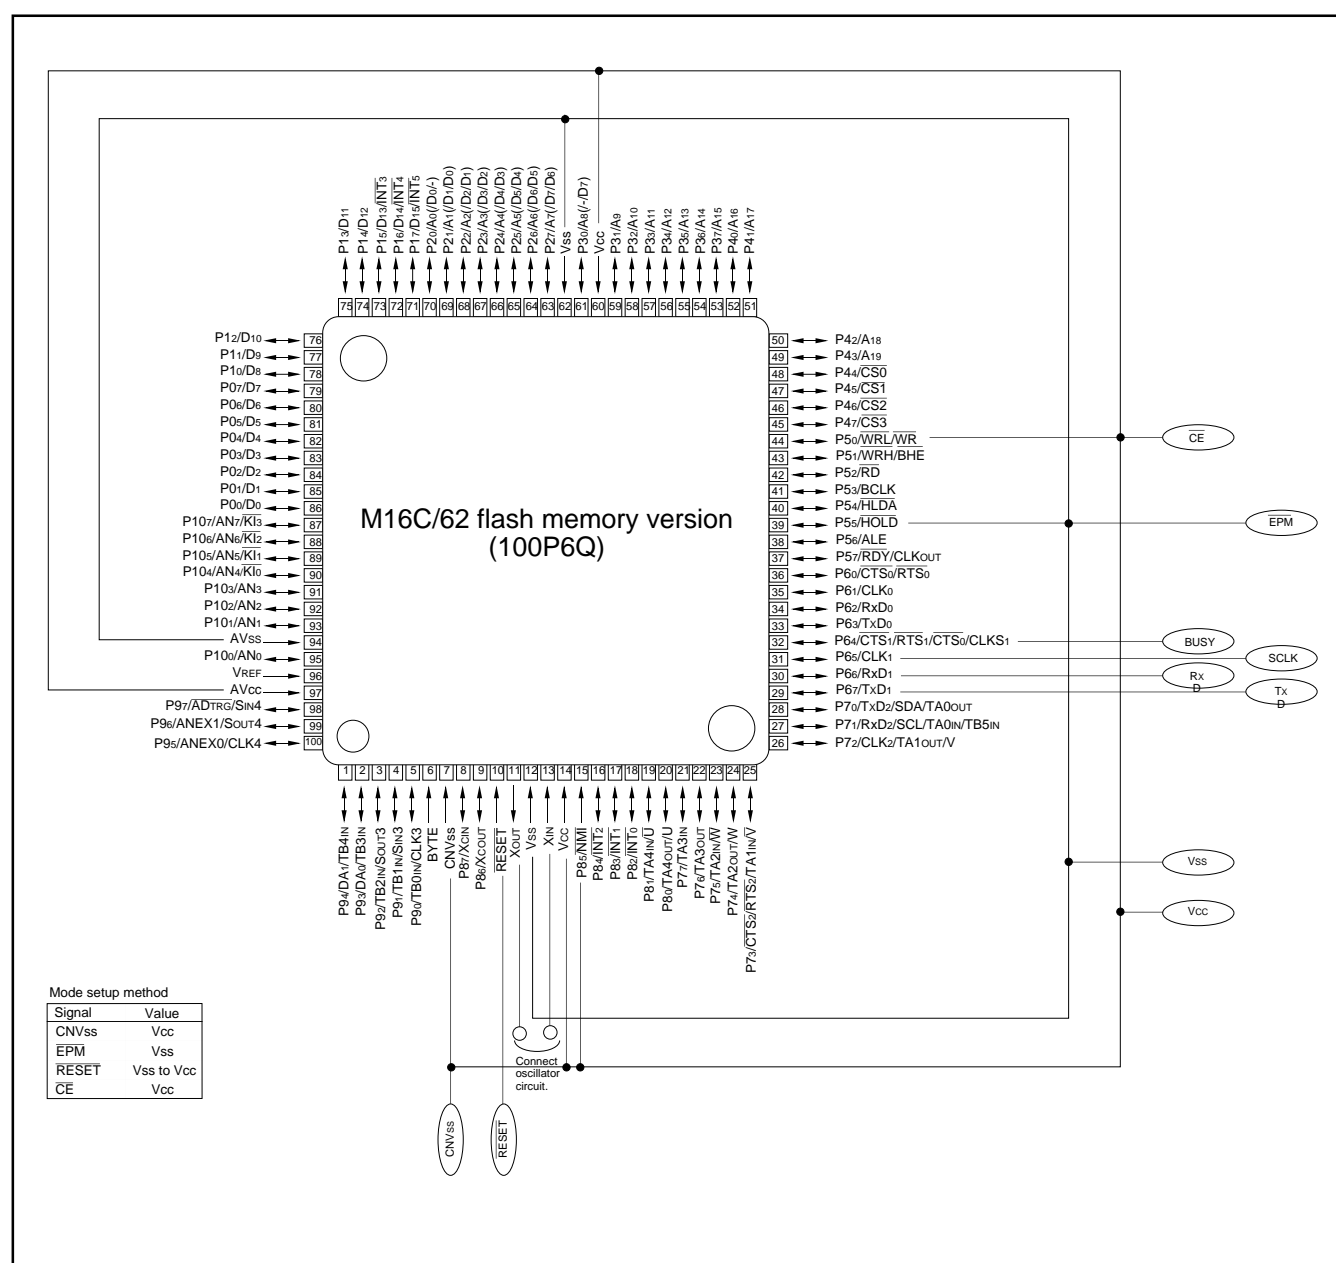 P13/D11
P14/D12
P15/D13/INT3
P16/D14/INT4
P17/D15/INT5
P20/A0(/D0/-)
P21/A1(/D1/D0)
P22/A2(/D2/D1)
P23/A3(/D3/D2)
P24/A4(/D4/D3)
P25/A5(/D5/D4)
P26/A6(/D6/D5)
P27/A7(/D7/D6)
Vss
P30/A8(/-/D7)
Vcc
P31/A9
P32/A10
P33/A11
P34/A12
P35/A13
P36/A14
P37/A15
P40/A16
P41/A17
75 74 73 72 71 70 69 68 67 66 65 64 63 62 61 60 59 58 57 56 55 54 53 52 51
P12/D10 76
P11/D9 77
P10/D8 78
P07/D7 79
P06/D6 80
P05/D5 81
P04/D4 82
P03/D3 83
P02/D2 84
P01/D1 85
P00/D0 86
P107/AN7/KI3 87
P106/AN6/KI2 88
P105/AN5/KI1 89
P104/AN4/KI0 90
P103/AN3 91
P102/AN2 92
P101/AN1 93
AVss 94
P100/AN0 95
VREF 96
AVcc 97
P97/ADTRG/SIN4 98
P96/ANEX1/SOUT4 99
P95/ANEX0/CLK4 100
M16C/62 flash memory version
(100P6Q)
50 P42/A18
49 P43/A19
48 P44/CS0
47 P45/CS1
46 P46/CS2
45 P47/CS3
44 P50/WRL/WR
43 P51/WRH/BHE
42 P52/RD
41 P53/BCLK
40 P54/HLDA
39 P55/HOLD
38 P56/ALE
37 P57/RDY/CLKOUT
36 P60/CTS0/RTS0
35 P61/CLK0
34 P62/RxD0
33 P63/TxD0
32 P64/CTS1/RTS1/CTS0/CLKS1
31 P65/CLK1
30 P66/RxD1
29 P67/TxD1
28 P70/TxD2/SDA/TA0OUT
27 P71/RxD2/SCL/TA0IN/TB5IN
26 P72/CLK2/TA1OUT/V
CE
EPM
BUSY
SCLK
RX
D
TX
D
Vss
Vcc
1 2 3 4 5 6 7 8 9 10 11 12 13 14 15 16 17 18 19 20 21 22 23 24 25
P94/DA1/TB4IN
P93/DA0/TB3IN
P92/TB2IN/SOUT3
P91/TB1IN/SIN3
P90/TB0IN/CLK3
BYTE
CNVss
P87/XCIN
P86/XCOUT
RESET
XOUT
Vss
XIN
Vcc
P85/NMI
P84/INT2
P83/INT1
P82/INT0
P81/TA4IN/U
P80/TA4OUT/U
P77/TA3IN
P76/TA3OUT
P75/TA2IN/W
P74/TA2OUT/W
P73/CTS2/RTS2/TA1IN/V
Connect
oscillator
circuit.
CNVss
RESET
Mode setup method
Signal Value
CNVss Vcc
EPM Vss
RESET Vss to Vcc
CE Vcc